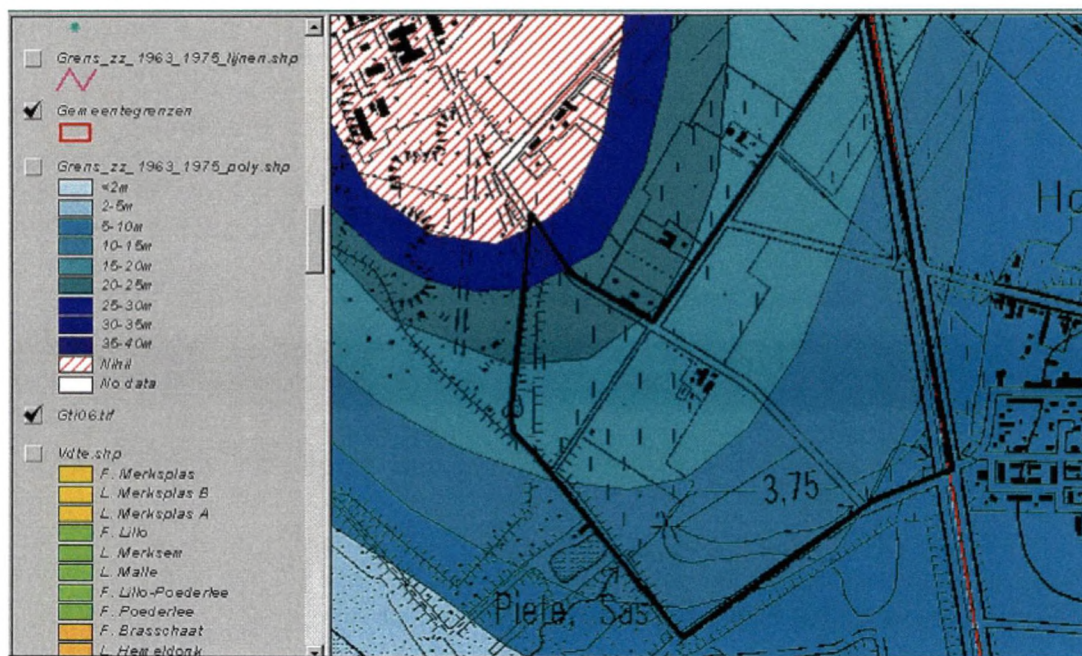 Grens_zz_1963_1975_lijnen.shp
Gemeentegrenzen
Grens_zz_1963_1975_poly.shp
<2m
2-5m
5-10m
10-15m
15-20m
20-25m
25-30m
30-35m
35-40m
Nihil
No data
Gti06.tif
Vdte.shp
F. Merksplas
L. Merksplas B
L. Merksplas A
F. Lillo
L. Merksem
L. Malle
F. Lillo-Poederlee
F. Poederlee
F. Brasschaat
L. Hemeldonk
Ho
3,75
Piete, Sas